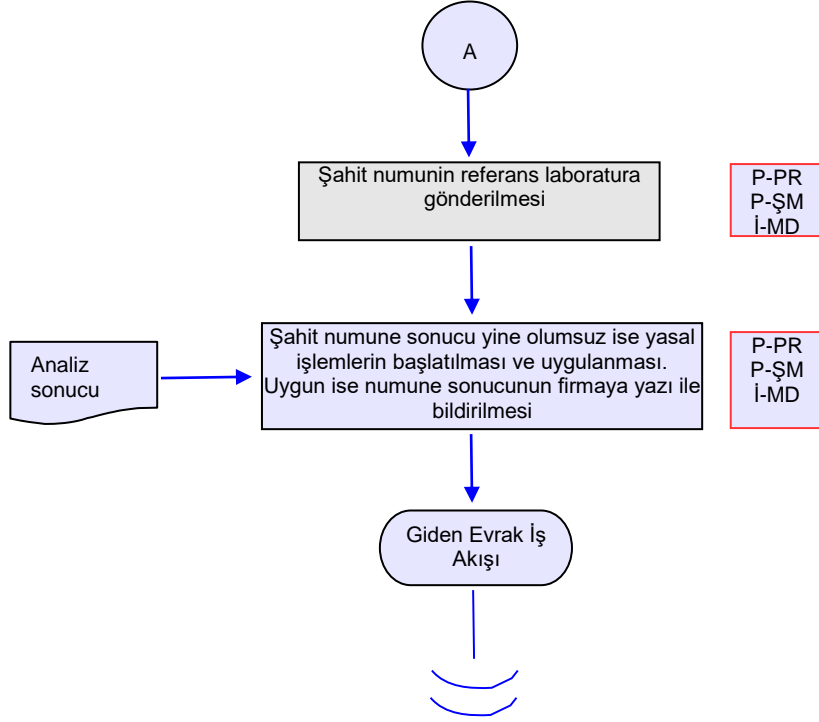 A
Şahit numunin referans laboratura
gönderilmesi
P-PR
P-ŞM
İ-MD
Analiz
sonucu
Şahit numune sonucu yine olumsuz ise yasal
işlemlerin başlatılması ve uygulanması.
Uygun ise numune sonucunun firmaya yazı ile
bildirilmesi
P-PR
P-ŞM
İ-MD
Giden Evrak İş
Akışı